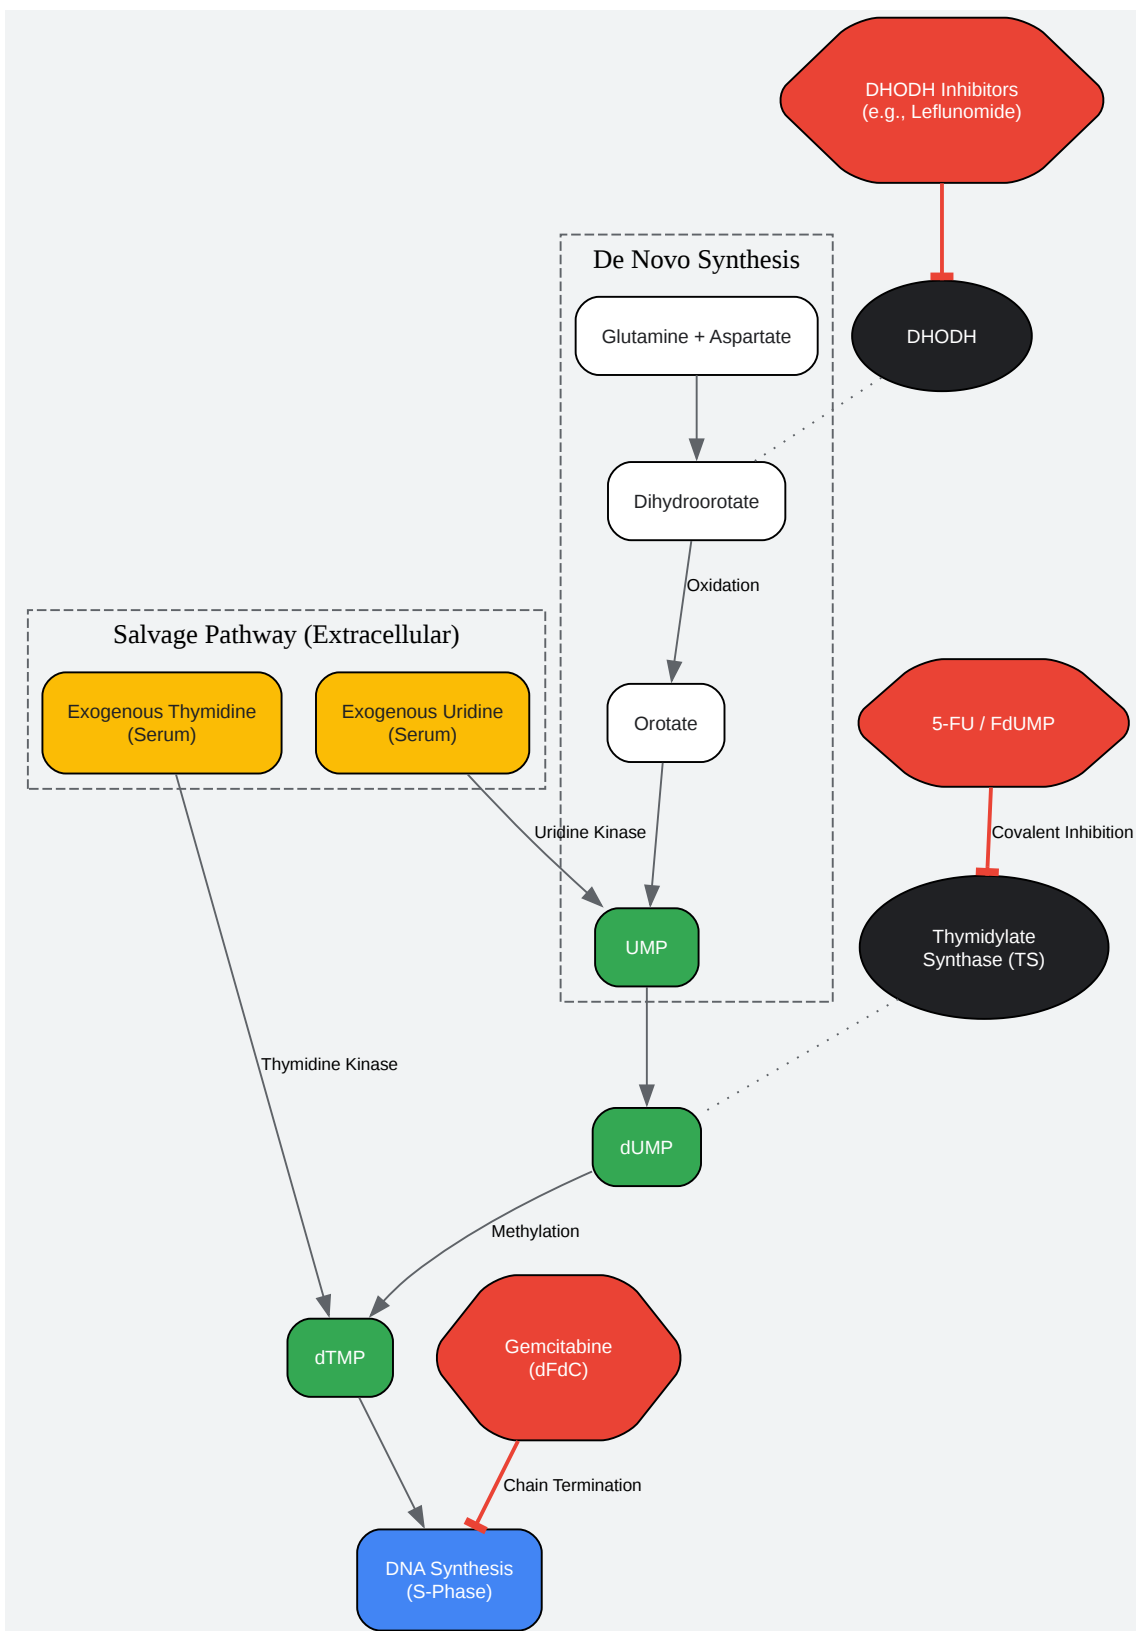 DHODH Inhibitors
(e.g., Leflunomide)
De Novo Synthesis
Glutamine + Aspartate
DHODH
Dihydroorotate
Oxidation
Salvage Pathway (Extracellular)
Exogenous Thymidine
(Serum)
Exogenous Uridine
(Serum)
Orotate
5-FU / FdUMP
Uridine Kinase
Covalent Inhibition
UMP
Thymidylate
Synthase (TS)
Thymidine Kinase
dUMP
Methylation
dTMP
Gemcitabine
(dFdC)
Chain Termination
DNA Synthesis
(S-Phase)